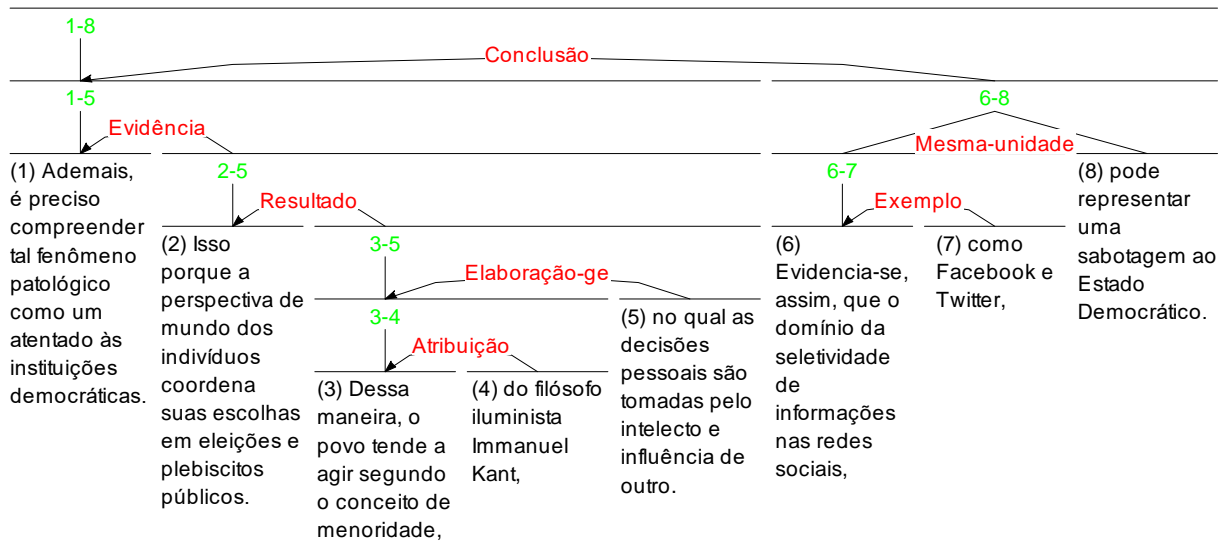 1-8
Conclusão
1-5
6-8
Evidência
Mesma-unidade
(1) Ademais,
é preciso
compreender
tal fenômeno
patológico
como um
atentado às
instituições
democráticas.
2-5
Resultado
(2) Isso
porque a
perspectiva de
mundo dos
indivíduos
coordena
suas escolhas
em eleições e
plebiscitos
públicos.
3-5
Elaboração-ge
3-4
Atribuição
(3) Dessa
maneira, o
povo tende a
agir segundo
o conceito de
menoridade,
(4) do filósofo
iluminista
Immanuel
Kant,
(5) no qual as
decisões
pessoais são
tomadas pelo
intelecto e
influência de
outro.
6-7
Exemplo
(6)
Evidencia-se,
assim, que o
domínio da
seletividade
de
informações
nas redes
sociais,
(7) como
Facebook e
Twitter,
(8) pode
representar
uma
sabotagem ao
Estado
Democrático.